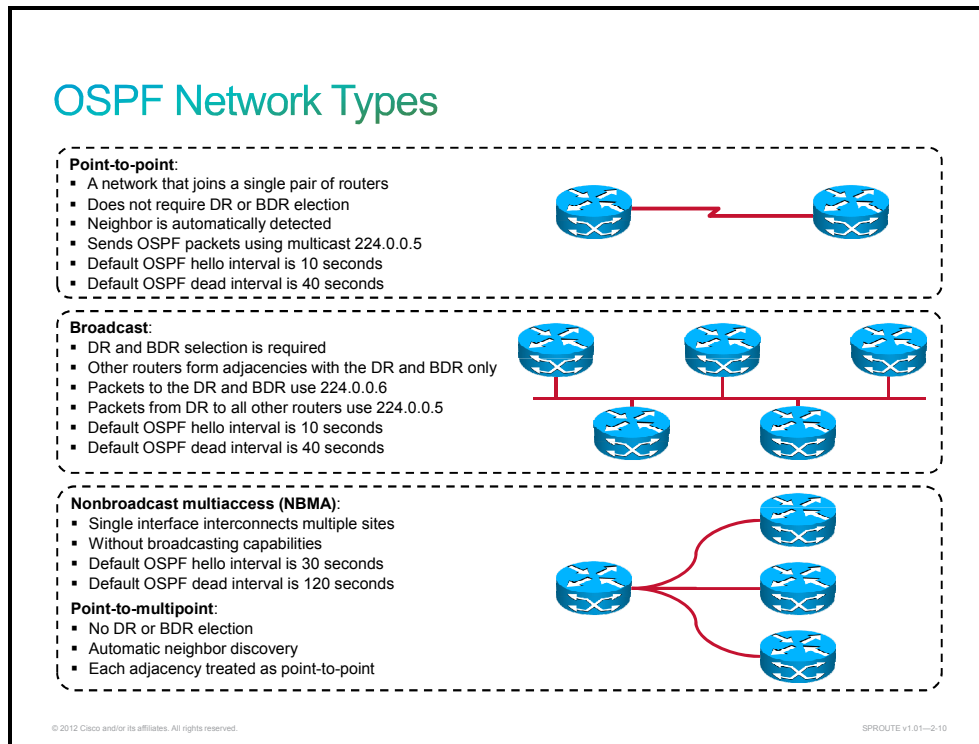 OSPF Network Types
Point-to-point:
▪ A network that joins a single pair of routers
▪ Does not require DR or BDR election
▪ Neighbor is automatically detected
▪ Sends OSPF packets using multicast 224.0.0.5
▪ Default OSPF hello interval is 10 seconds
▪ Default OSPF dead interval is 40 seconds
Broadcast:
▪ DR and BDR selection is required
▪ Other routers form adjacencies with the DR and BDR only
▪ Packets to the DR and BDR use 224.0.0.6
▪ Packets from DR to all other routers use 224.0.0.5
▪ Default OSPF hello interval is 10 seconds
▪ Default OSPF dead interval is 40 seconds
Nonbroadcast multiaccess (NBMA):
▪ Single interface interconnects multiple sites
▪ Without broadcasting capabilities
▪ Default OSPF hello interval is 30 seconds
▪ Default OSPF dead interval is 120 seconds
Point-to-multipoint:
▪ No DR or BDR election
▪ Automatic neighbor discovery
▪ Each adjacency treated as point-to-point
© 2012 Cisco and/or its affiliates. All rights reserved.
SPROUTE v1.01—2-10